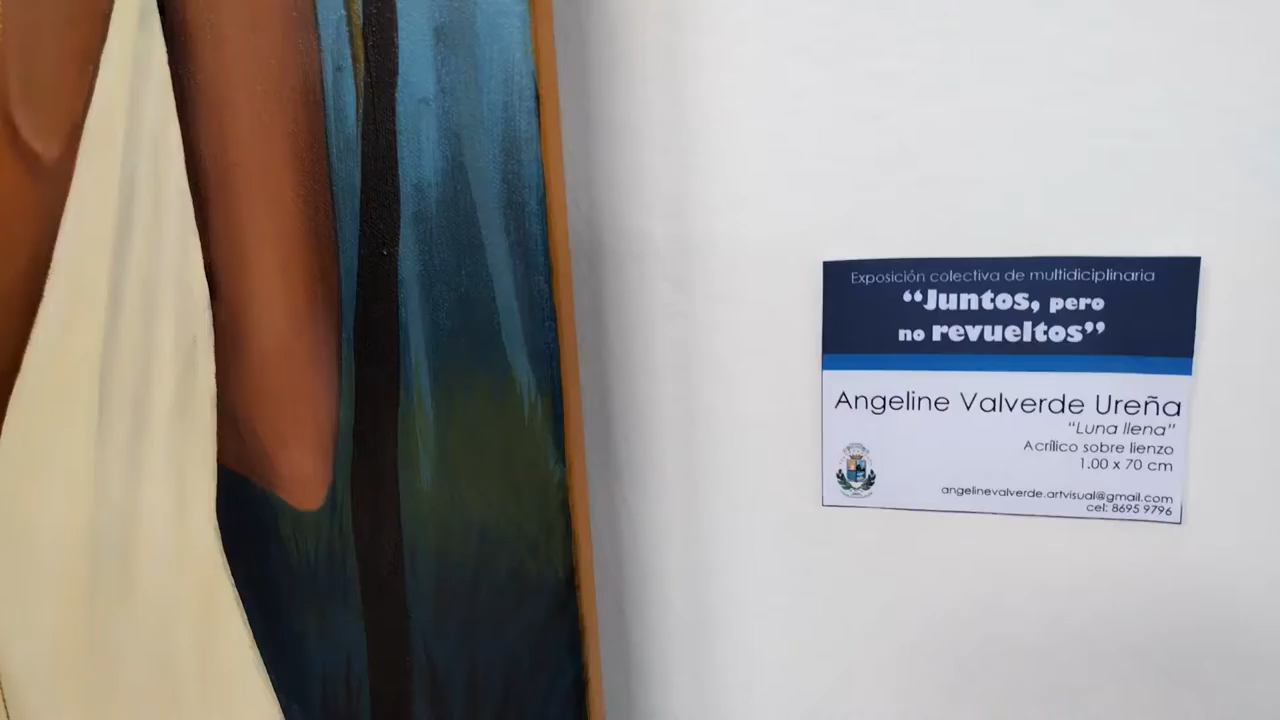 Exposición colectiva de multidiciplinaria
“Juntos, pero
no revueltos”
Angeline Valverde Ureña
“Luna llena”
Acrílico sobre lienzo
1.00 x 70 cm
angelinevalverde.artvisual@gmail.com
cel: 8695 9796